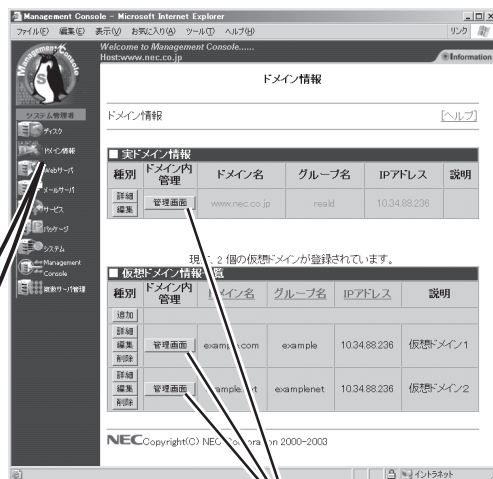 Management Console - Microsoft Internet Explorer
ファイル(F) 編集(E) 表示(V) お気に入り(A) ツール(T) ヘルプ(H) リンク
Welcome to Management Console......
Host:www.nec.co.jp
Information
システム管理者
ディスク
ドメイン情報
Webサーバ
メールサーバ
サービス
パッケージ
システム
Management Console
複数サーバ管理
ドメイン情報
ドメイン情報 [ヘルプ]
■ 実ドメイン情報
種別 ドメイン内管理 ドメイン名 グループ名 IPアドレス 説明
詳細 編集 管理画面 www.nec.co.jp 10.34.88.236
2 個の仮想ドメインが登録されています。
■ 仮想ドメイン情報 覧
種別 ドメイン内管理 ドメイン名 グループ名 IPアドレス 説明
追加
詳細 編集 削除 管理画面 example.com example 10.34.88.236 仮想ドメイン1
詳細 編集 削除 管理画面 examplenet 10.34.88.236 仮想ドメイン2
NEC Copyright(C) NEC 2000-2003
イントラネット